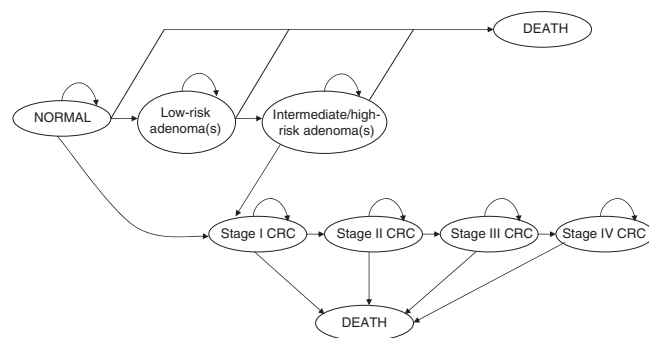 DEATH
NORMAL
Low-risk
adenoma(s)
Intermediate/high-
risk adenoma(s)
Stage I CRC
Stage II CRC
Stage III CRC
Stage IV CRC
DEATH